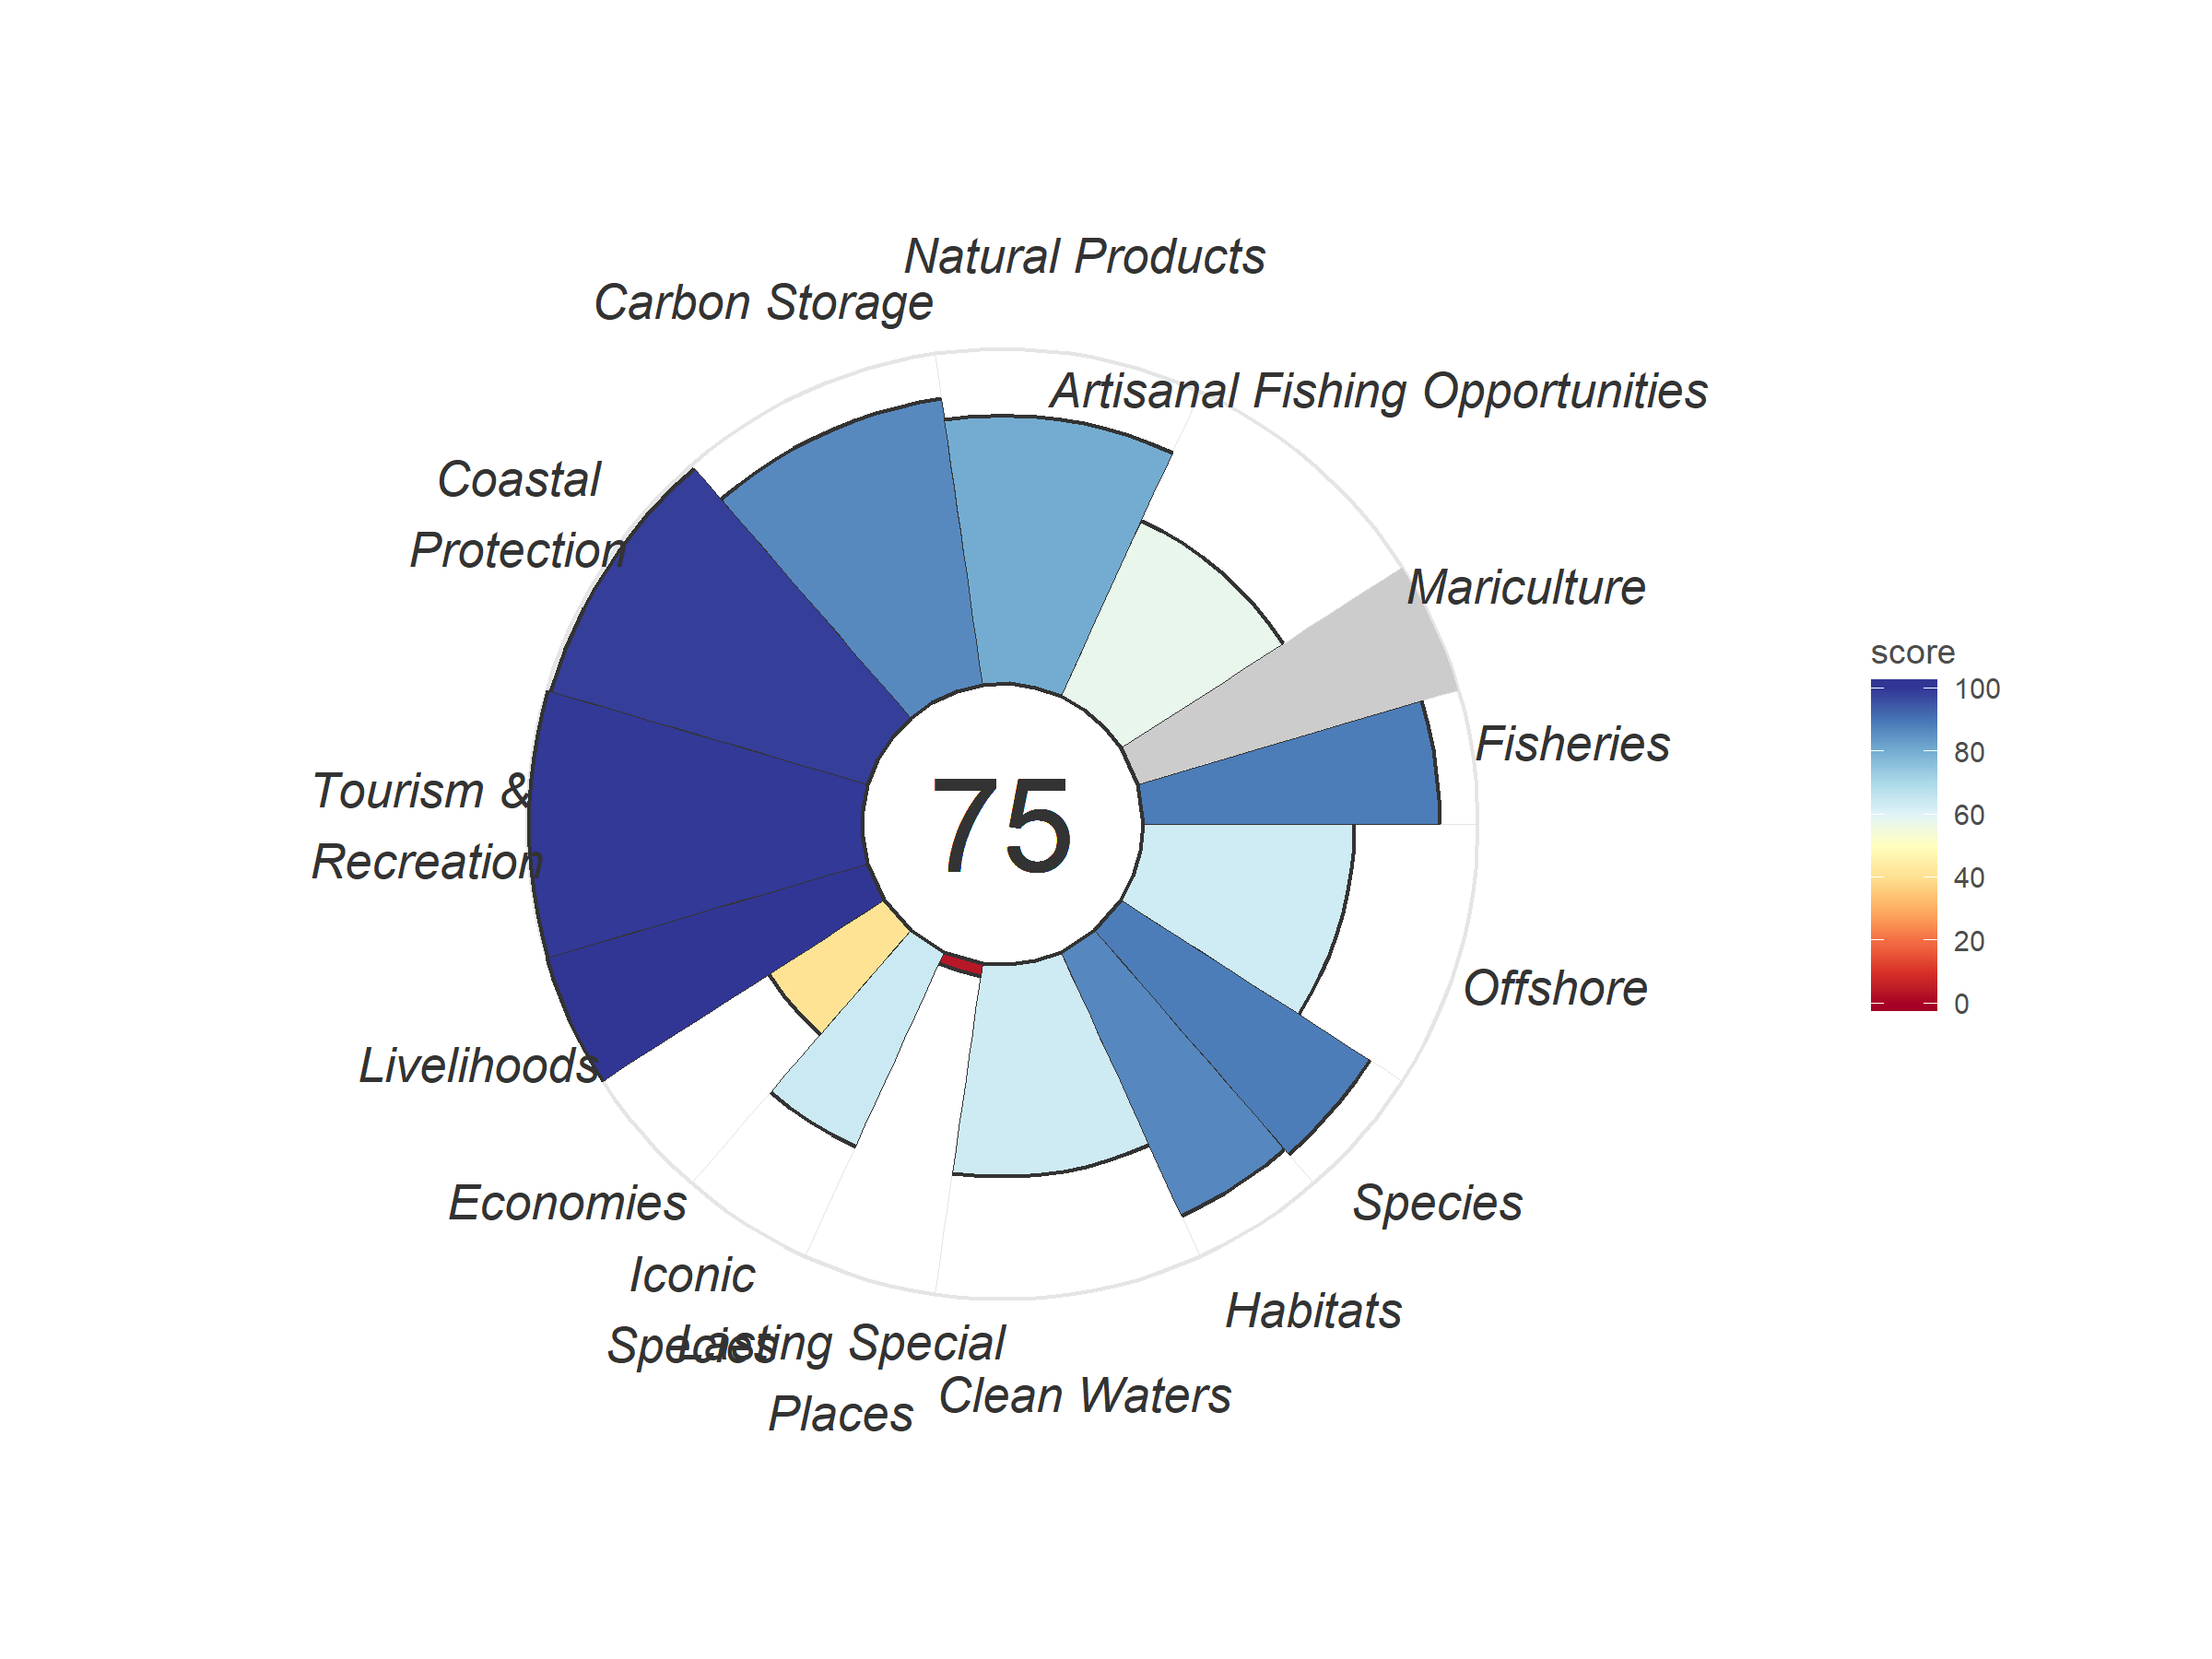 Natural Products
Carbon Storage
Artisanal Fishing Opportunities
Coastal
Protection
Mariculture
Fisheries
Tourism &
Recreation
75
Offshore
Livelihoods
Species
Economies
Iconic
Species
Habitats
Lasting Special
Places
Clean Waters
score
100
80
60
40
20
0